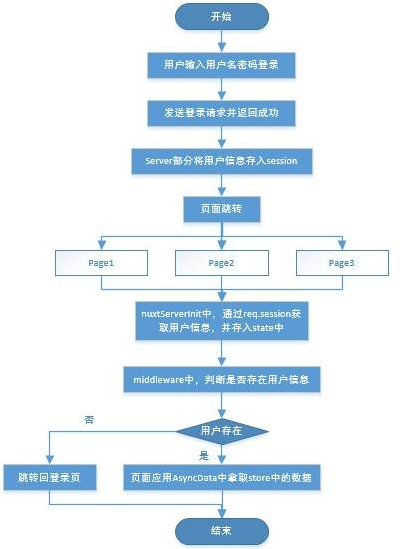 开始
用户输入用户名密码登录
发送登录请求并返回成功
Server部分将用户信息存入session
页面跳转
Page1
Page2
Page3
nuxtServerInit中，通过req.session获
取用户信息，并存入state中
middleware中，判断是否存在用户信息
用户存在
否
是
跳转回登录页
页面应用AsyncData中拿取store中的数据
结束